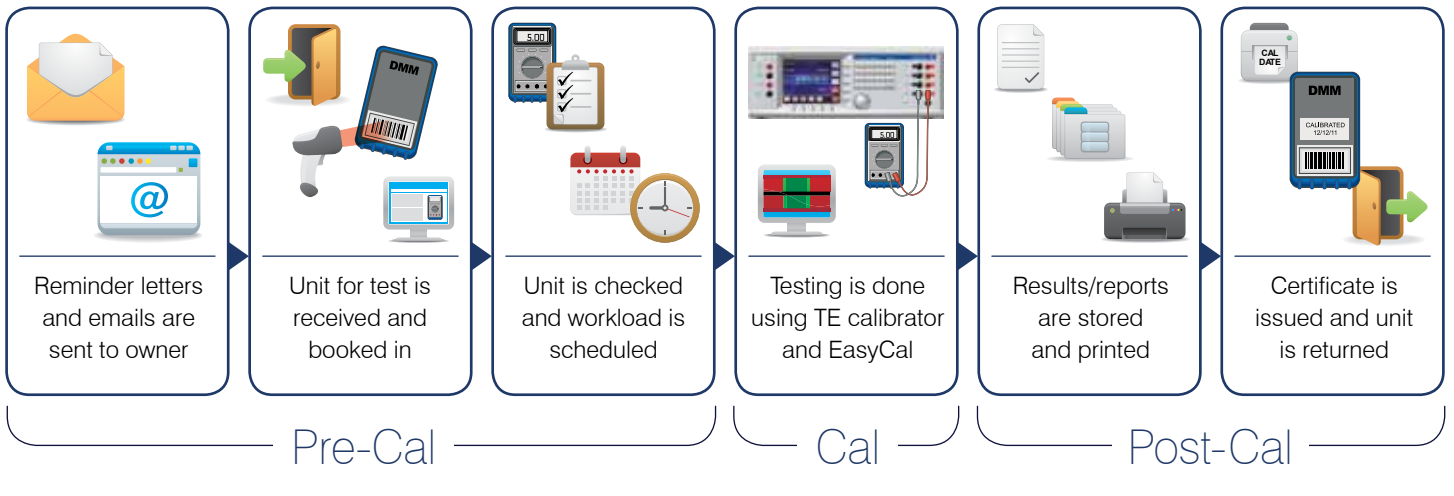 DMM
5.00
5.00
CAL
DATE
DMM
CALIBRATED
12/12/11
@
Reminder letters
and emails are
sent to owner
Unit for test is
received and
booked in
Unit is checked
and workload is
scheduled
Testing is done
using TE calibrator
and EasyCal
Results/reports
are stored
and printed
Certificate is
issued and unit
is returned
Pre-Cal
Cal
Post-Cal